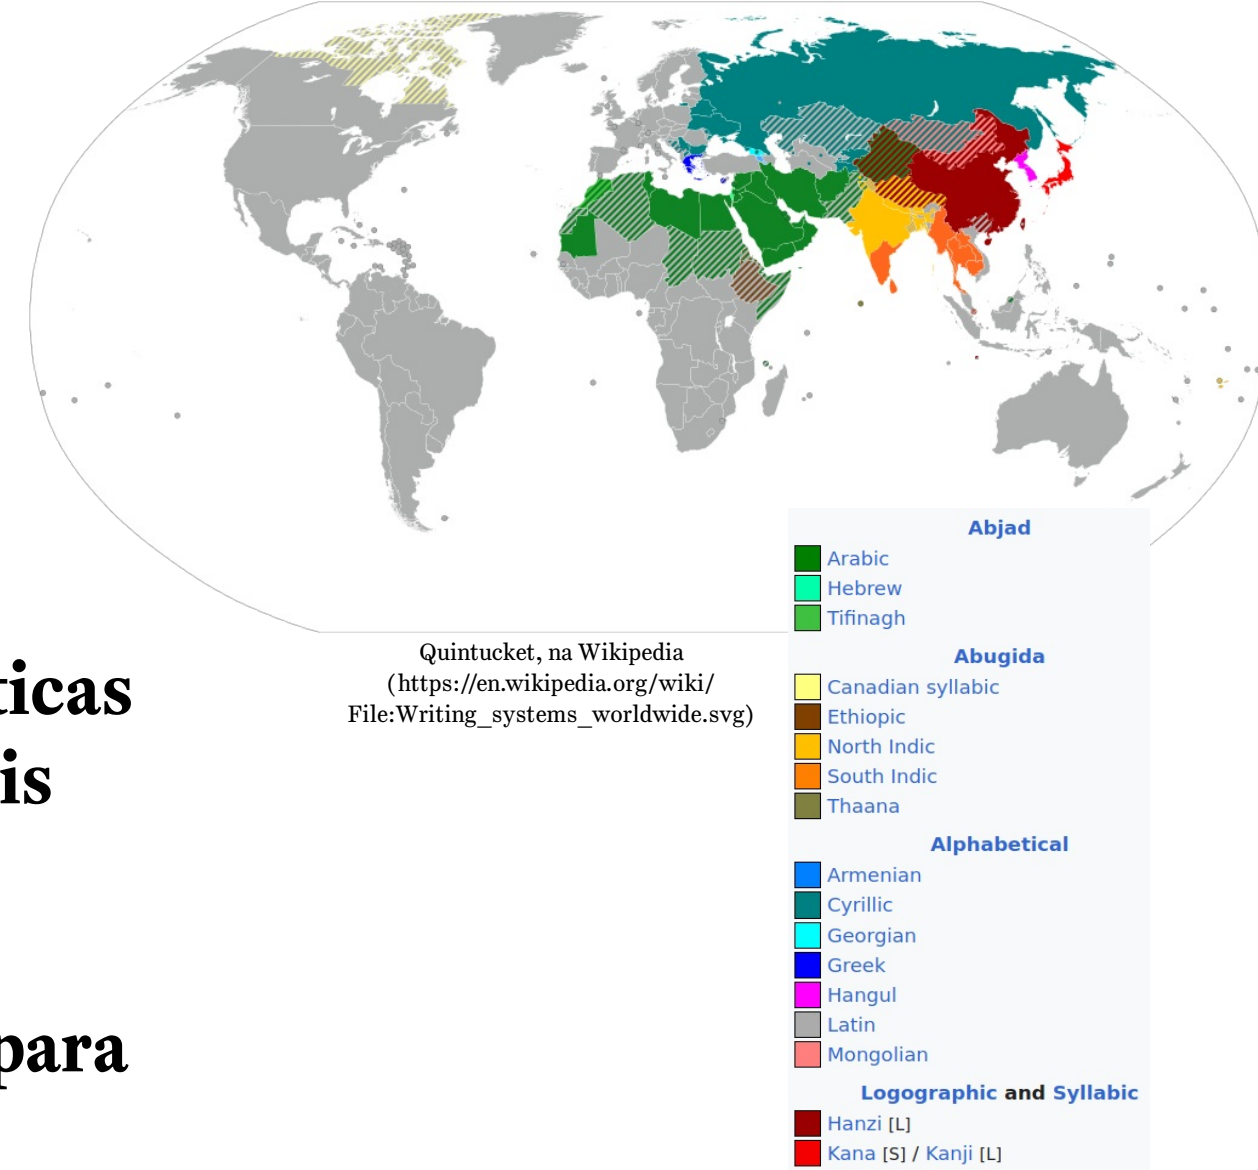 Abjad
Arabic
Hebrew
Tifinagh
Quintucket, na Wikipedia
(https://en.wikipedia.org/wiki/
File:Writing_systems_worldwide.svg)
Abugida
Canadian syllabic
Ethiopic
North Indic
South Indic
Thaana
Alphabetical
Armenian
Cyrillic
Georgian
Greek
Hangul
Latin
Mongolian
Logographic and Syllabic
Hanzi [L]
Kana [S] / Kanji [L]
ticas
is
para